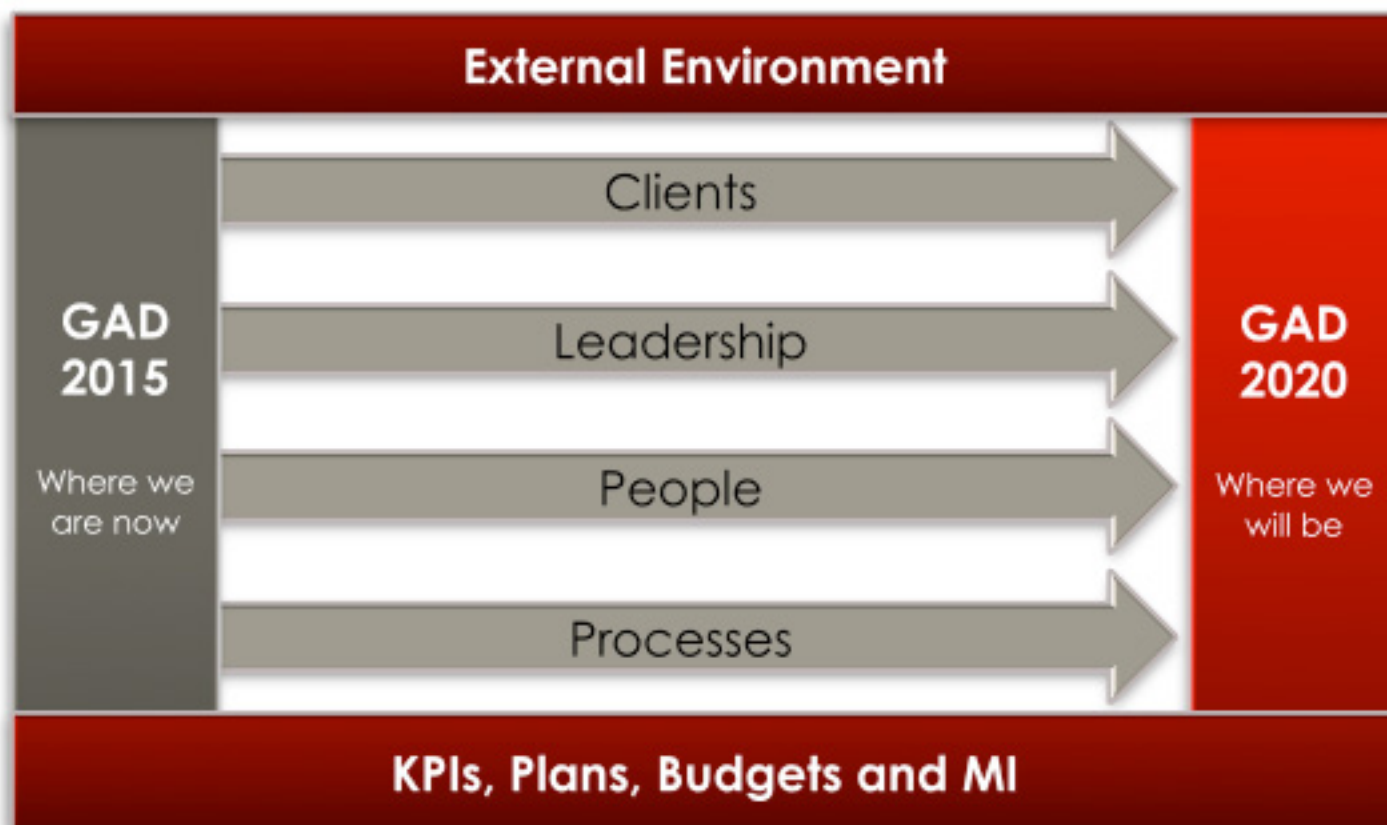 External Environment
GAD
2015
Where we
are now
Clients
Leadership
People
Processes
GAD
2020
Where we
will be
KPIs, Plans, Budgets and MI